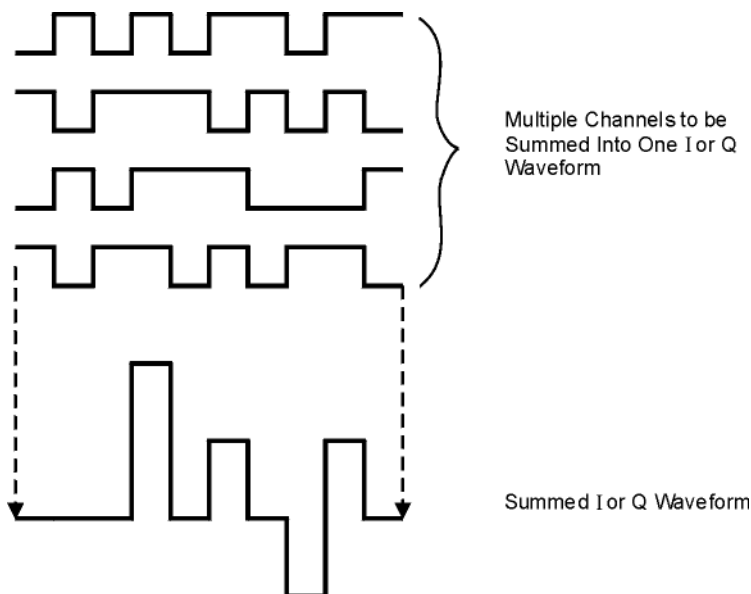 Multiple Channels to be
Summed Into One I or Q
Waveform
Summed I or Q Waveform